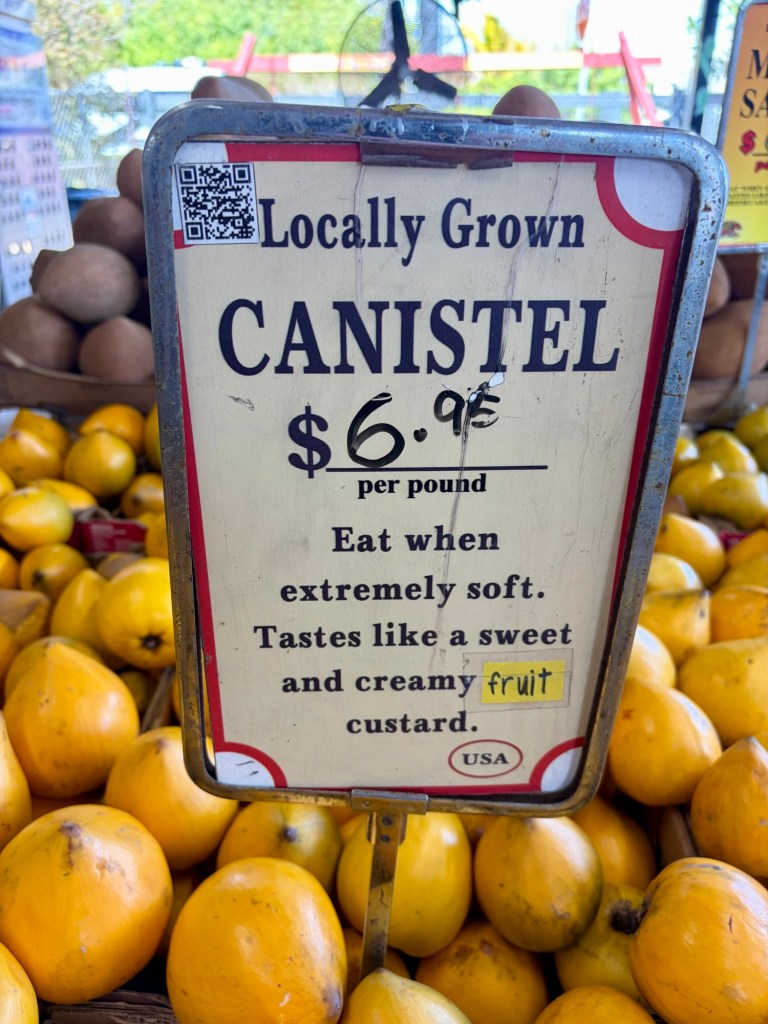 Locally Grown
CANISTEL
$6.95
per pound
Eat when
extremely soft.
Tastes like a sweet
and creamy fruit
custard.
USA